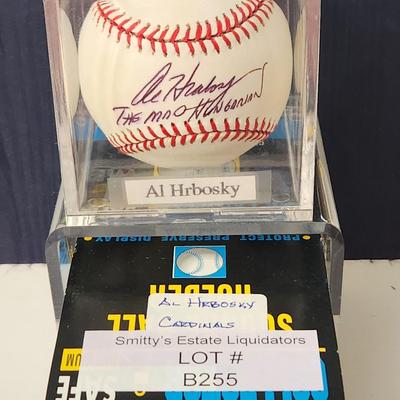 Al Hrabosky
THE MAD HUNGARIAN
Al Hrbosky
PROTECT PRESERVE DISPLAY
HOLDER
AL HRBOSKY
CARDINALS
Smitty's Estate Liquidators
LOT #
B255
SAFE